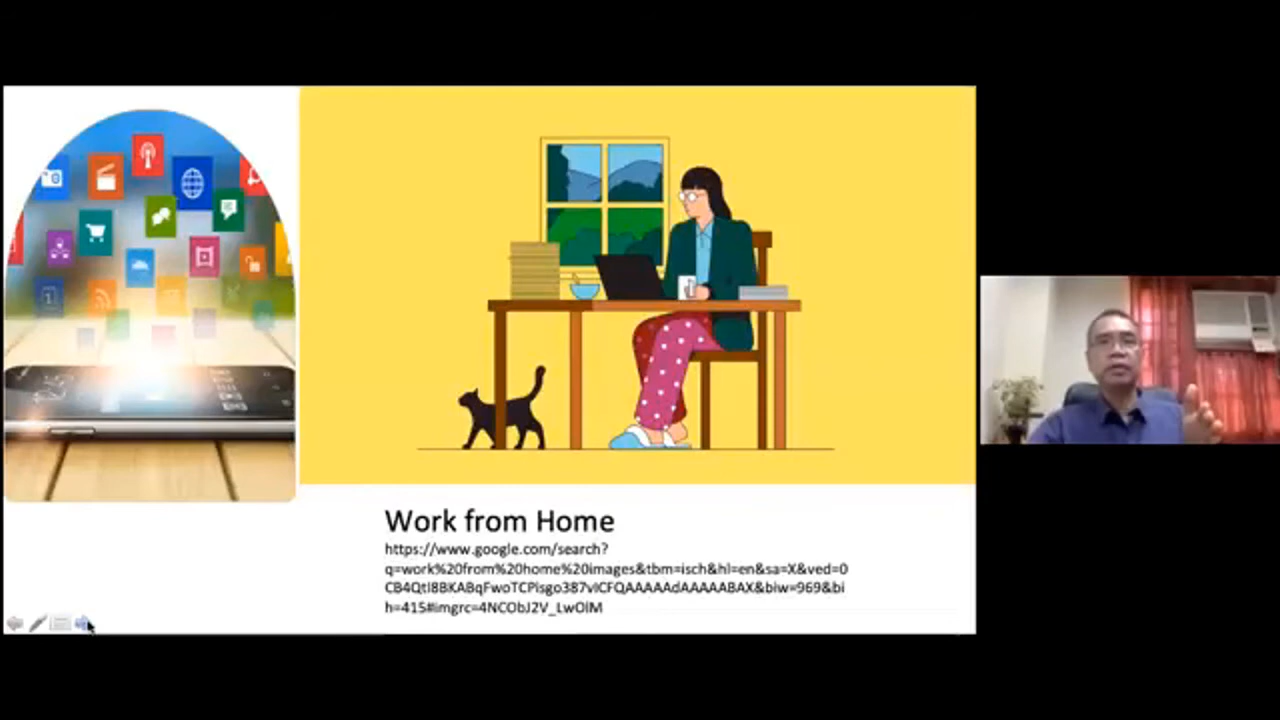 Work from Home
https://www.google.com/search?
q=work%20from%20home%20images&tbm=isch&hl=en&sa=X&ved=0
CB4QtI8BKABqFwoTCPisgo387vICFQAAAAAdAAAAABAX&biw=969&bi
h=415#imgrc=4NCObJ2V_LwOlM